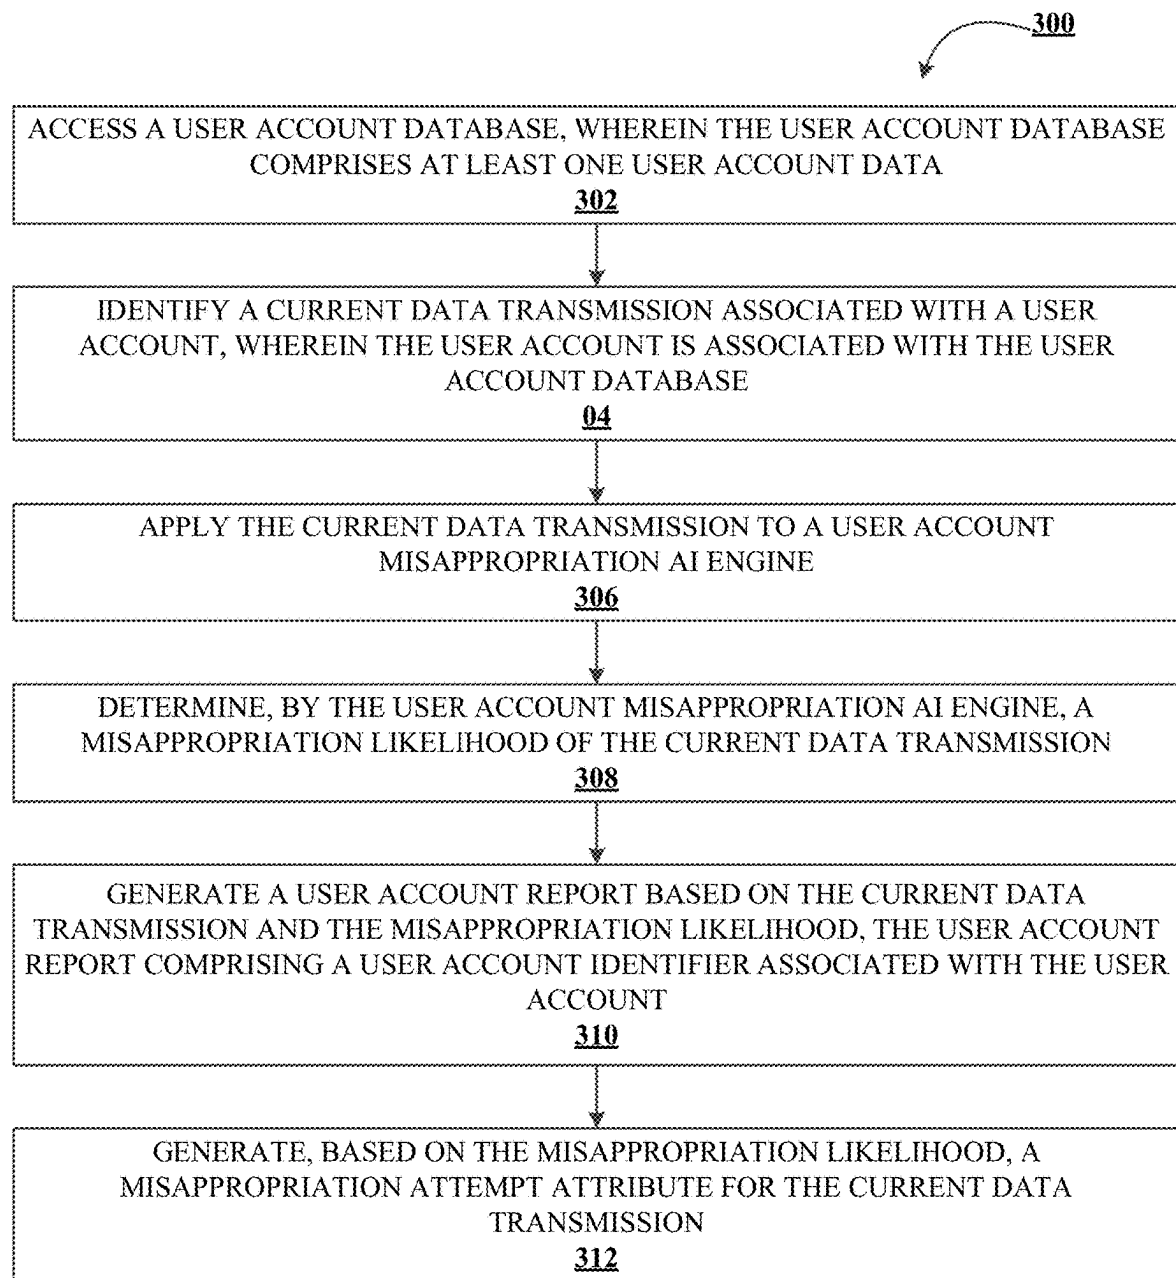 300
ACCESS A USER ACCOUNT DATABASE, WHEREIN THE USER ACCOUNT DATABASE
COMPRISES AT LEAST ONE USER ACCOUNT DATA
302
IDENTIFY A CURRENT DATA TRANSMISSION ASSOCIATED WITH A USER
ACCOUNT, WHEREIN THE USER ACCOUNT IS ASSOCIATED WITH THE USER
ACCOUNT DATABASE
04
APPLY THE CURRENT DATA TRANSMISSION TO A USER ACCOUNT
MISAPPROPRIATION AI ENGINE
306
DETERMINE, BY THE USER ACCOUNT MISAPPROPRIATION AI ENGINE, A
MISAPPROPRIATION LIKELIHOOD OF THE CURRENT DATA TRANSMISSION
308
GENERATE A USER ACCOUNT REPORT BASED ON THE CURRENT DATA
TRANSMISSION AND THE MISAPPROPRIATION LIKELIHOOD, THE USER ACCOUNT
REPORT COMPRISING A USER ACCOUNT IDENTIFIER ASSOCIATED WITH THE USER
ACCOUNT
310
GENERATE, BASED ON THE MISAPPROPRIATION LIKELIHOOD, A
MISAPPROPRIATION ATTEMPT ATTRIBUTE FOR THE CURRENT DATA
TRANSMISSION
312